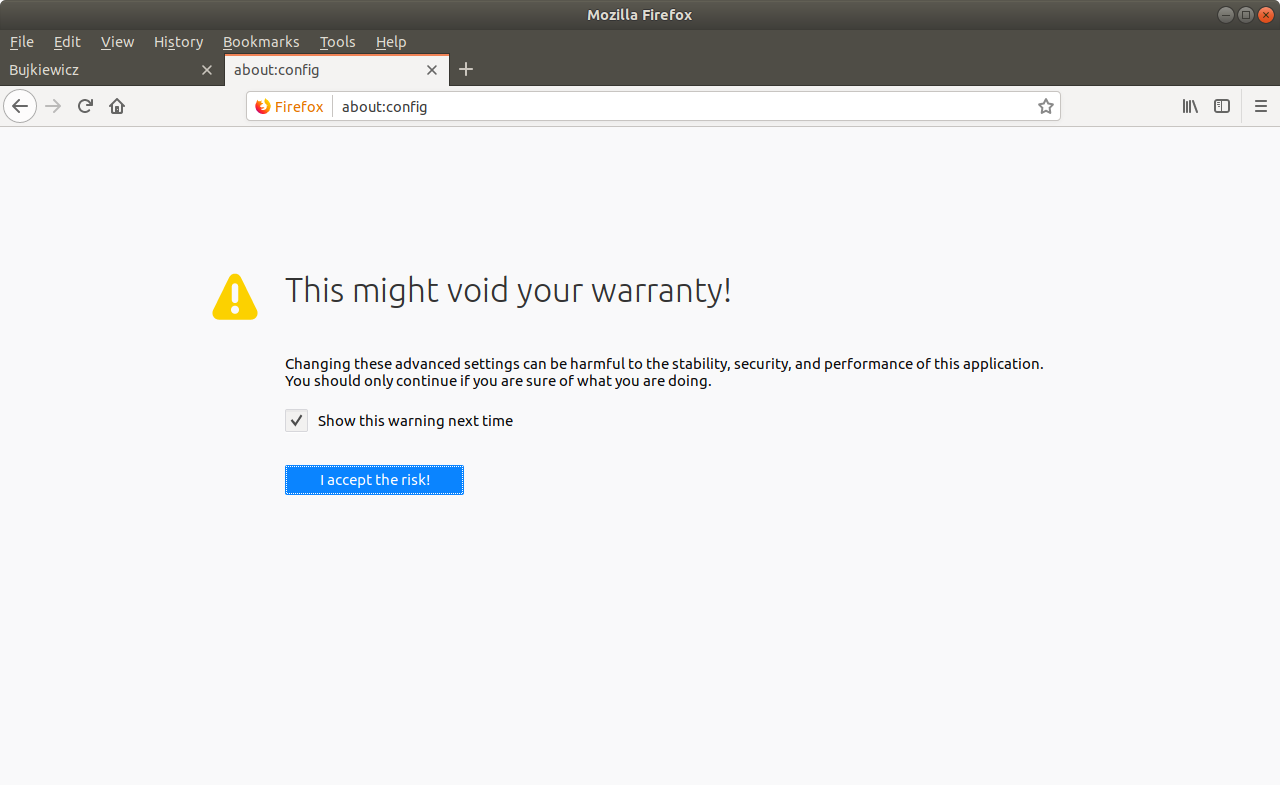 Mozilla Firefox
File Edit View History Bookmarks Tools Help
Bujkiewicz about:config
Firefox about:config
This might void your warranty!
Changing these advanced settings can be harmful to the stability, security, and performance of this application.
You should only continue if you are sure of what you are doing.
Show this warning next time
I accept the risk!